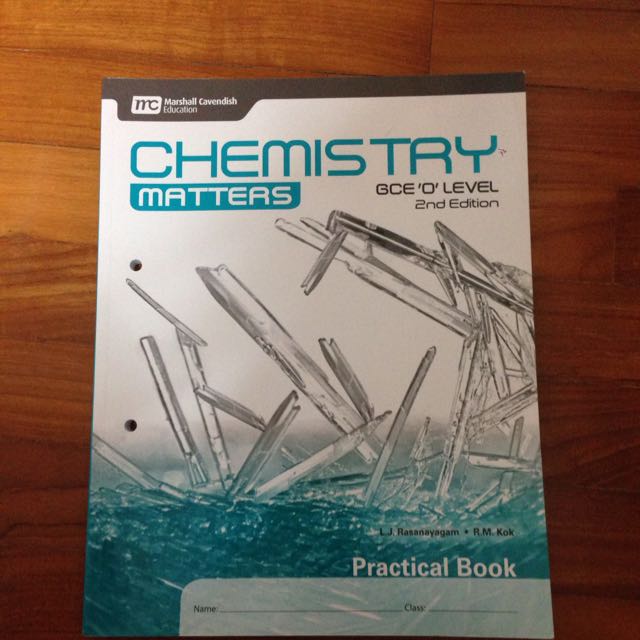 mc Marshall Cavendish
Education
CHEMISTRY
MATTERS
GCE 'O' LEVEL
2nd Edition
L.J. Rasanayagam • R.M. Kok
Practical Book
Name: Class: